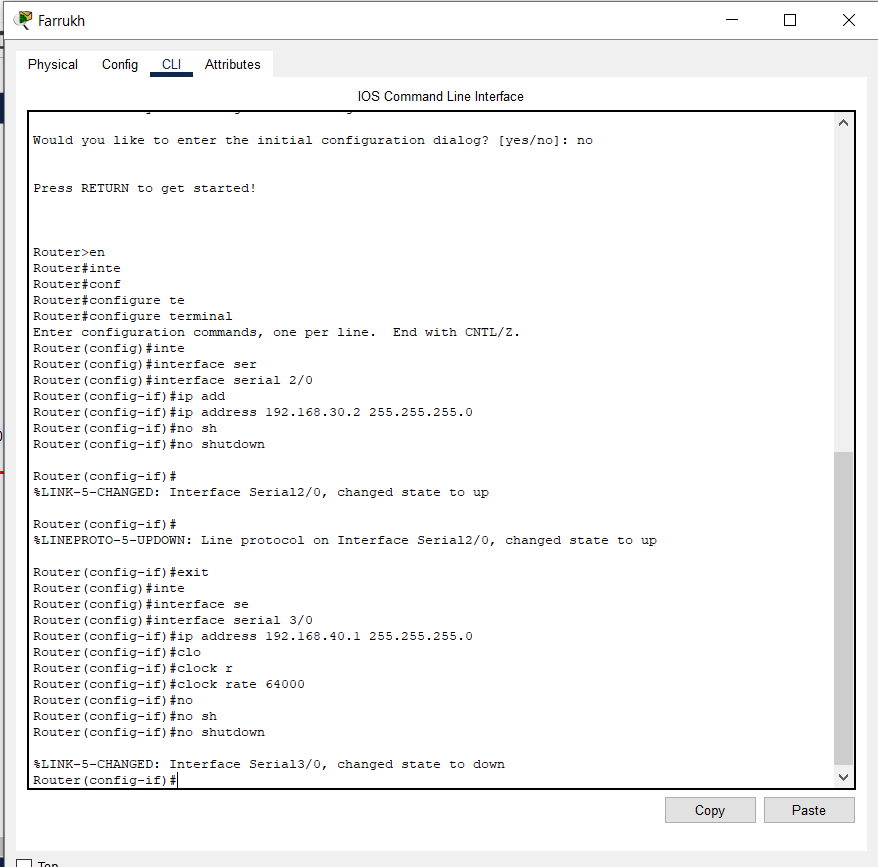 Farrukh
Physical Config CLI Attributes
IOS Command Line Interface
Would you like to enter the initial configuration dialog? [yes/no]: no
Press RETURN to get started!
Router>en
Router#inte
Router#conf
Router#configure te
Router#configure terminal
Enter configuration commands, one per line.  End with CNTL/Z.
Router(config)#inte
Router(config)#interface ser
Router(config)#interface serial 2/0
Router(config-if)#ip add
Router(config-if)#ip address 192.168.30.2 255.255.255.0
Router(config-if)#no sh
Router(config-if)#no shutdown
Router(config-if)#
%LINK-5-CHANGED: Interface Serial2/0, changed state to up
Router(config-if)#
%LINEPROTO-5-UPDOWN: Line protocol on Interface Serial2/0, changed state to up
Router(config-if)#exit
Router(config)#inte
Router(config)#interface se
Router(config)#interface serial 3/0
Router(config-if)#ip address 192.168.40.1 255.255.255.0
Router(config-if)#clo
Router(config-if)#clock r
Router(config-if)#clock rate 64000
Router(config-if)#no
Router(config-if)#no sh
Router(config-if)#no shutdown
%LINK-5-CHANGED: Interface Serial3/0, changed state to down
Router(config-if)#
Copy Paste
Top